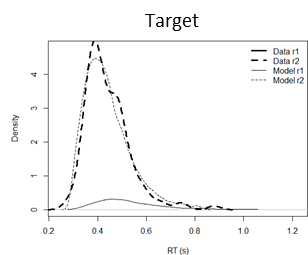 Target
Data r1
Data r2
Model r1
Model r2
Density
4
3
2
1
0
0.2 0.4 0.6 0.8 1.0 1.2
RT (s)